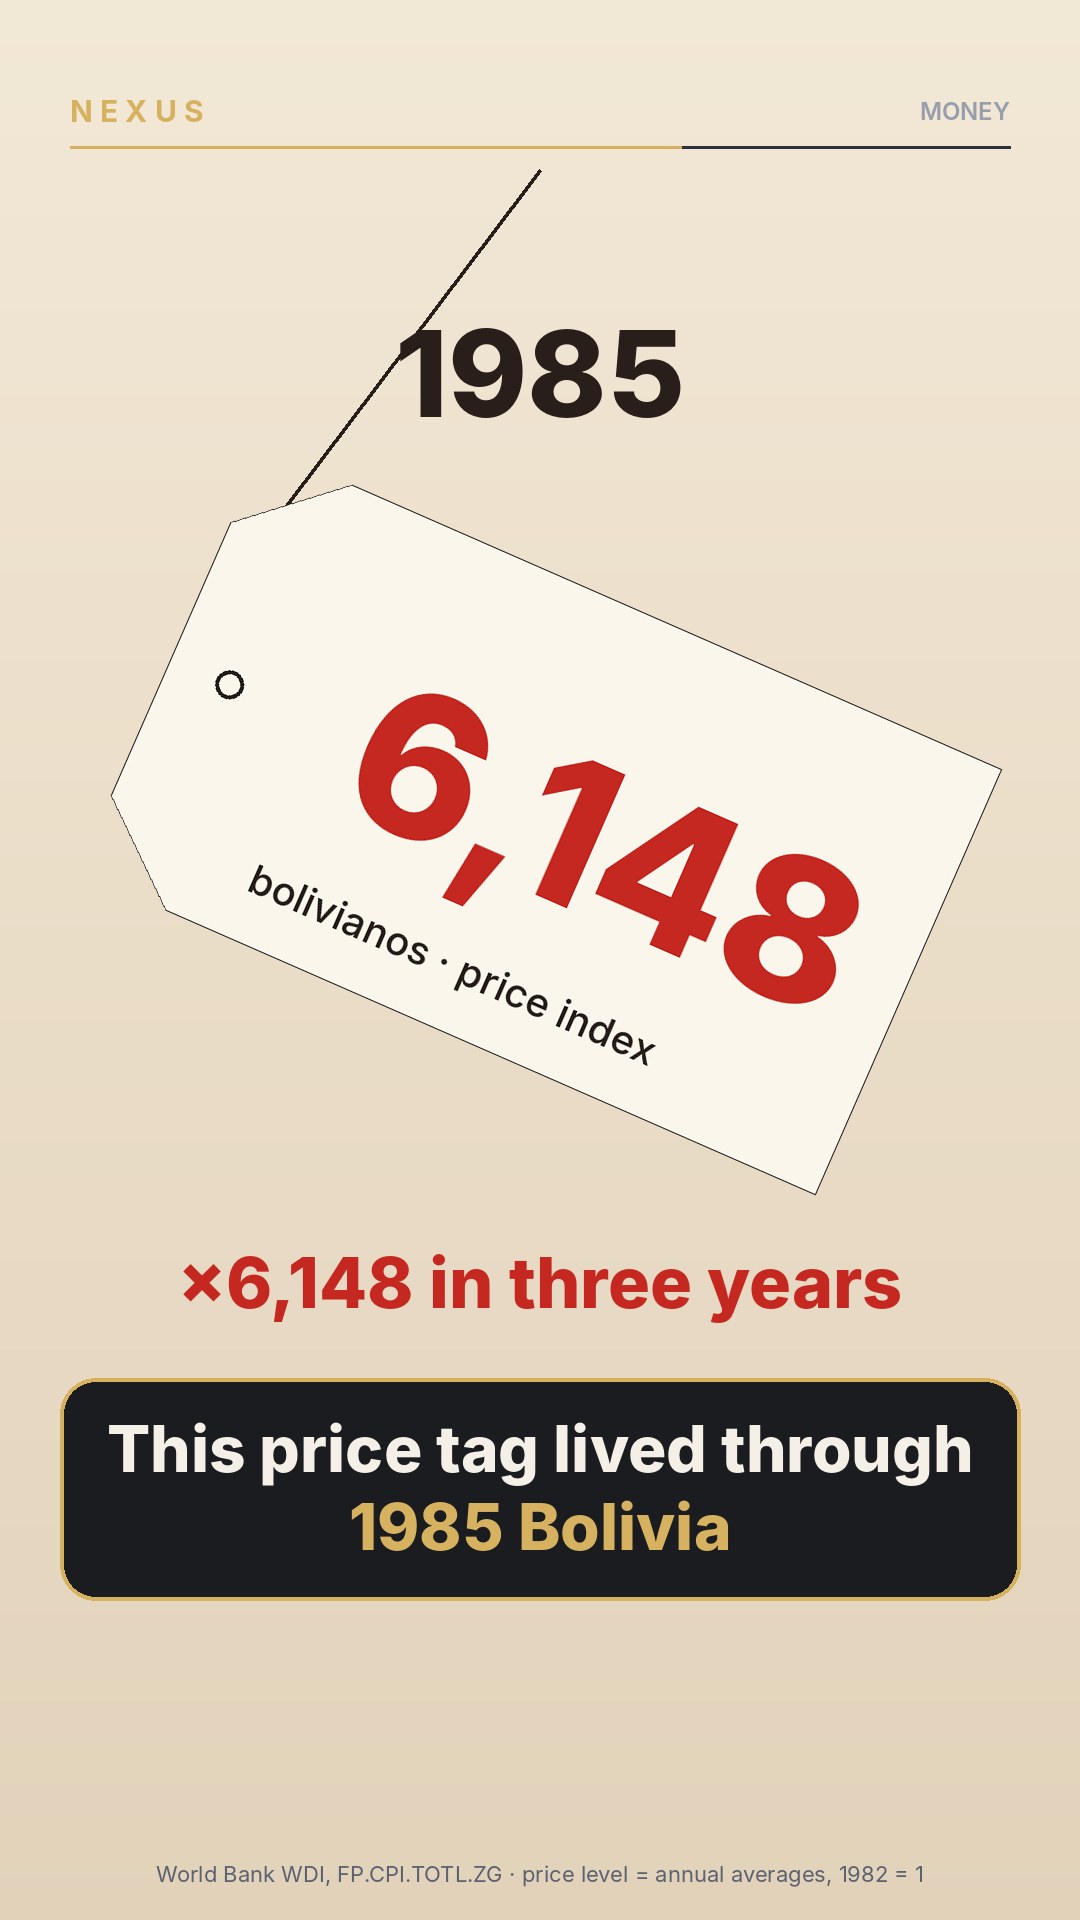 NEXUS
MONEY
1985
6,148
bolivianos · price index
×6,148 in three years
This price tag lived through
1985 Bolivia
World Bank WDI, FP.CPI.TOTL.ZG · price level = annual averages, 1982 = 1